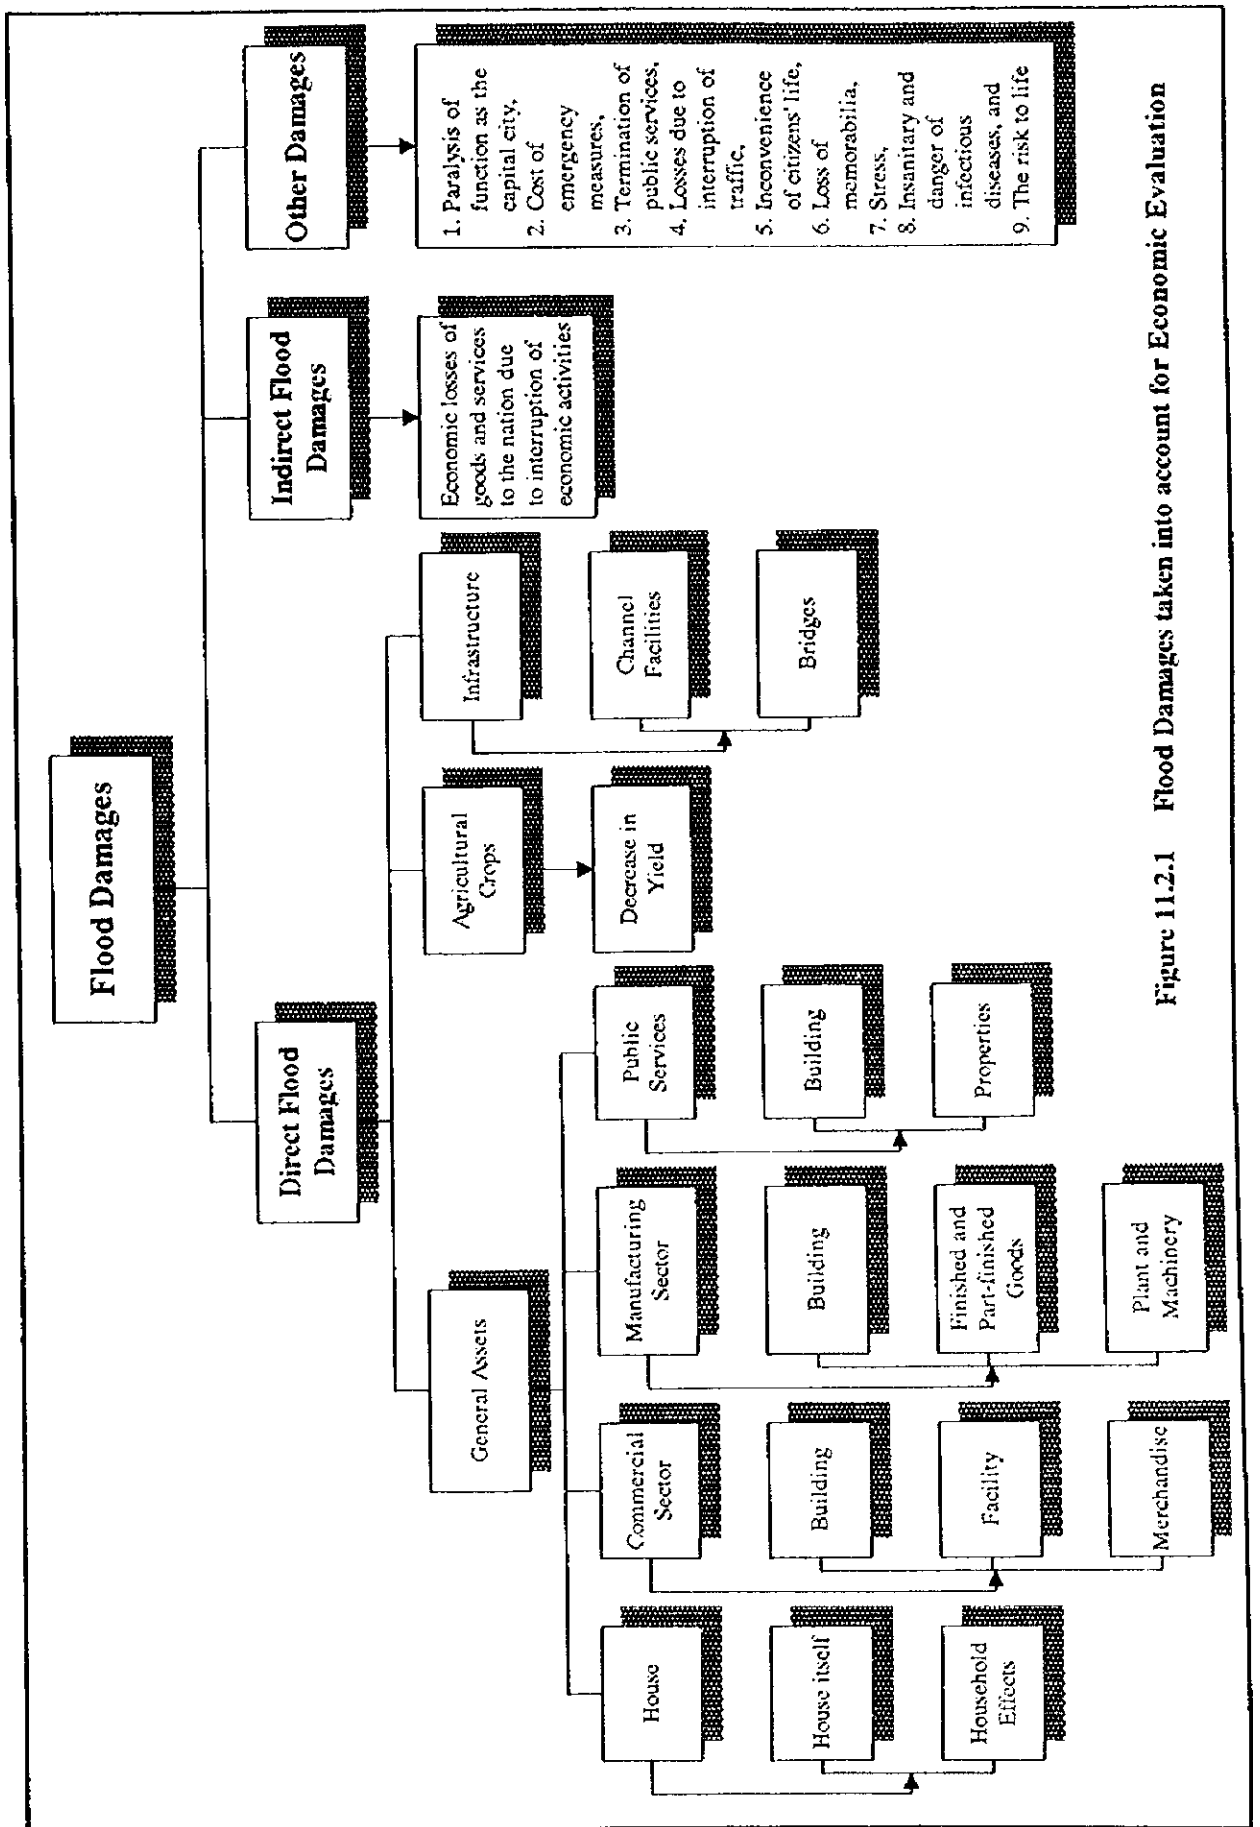 Flood Damages
Direct Flood
Damages
Indirect Flood
Damages
Other Damages
General Assets
Agricultural
Crops
Infrastructure
Economic losses of
goods and services
to the nation due
to interruption of
economic activities
1. Paralysis of
function as the
capital city,
2. Cost of
emergency
measures,
3. Termination of
public services,
4. Losses due to
interruption of
traffic,
5. Inconvenience
of citizens' life,
6. Loss of
memorabilia,
7. Stress,
8. Insanitary and
danger of
infectious
diseases, and
9. The risk to life
House
Commercial
Sector
Manufacturing
Sector
Public
Services
Decrease in
Yield
Channel
Facilities
House itself
Building
Building
Building
Bridges
Household
Effects
Facility
Finished and
Part-finished
Goods
Properties
Merchandise
Plant and
Machinery
Figure 11.2.1 Flood Damages taken into account for Economic Evaluation